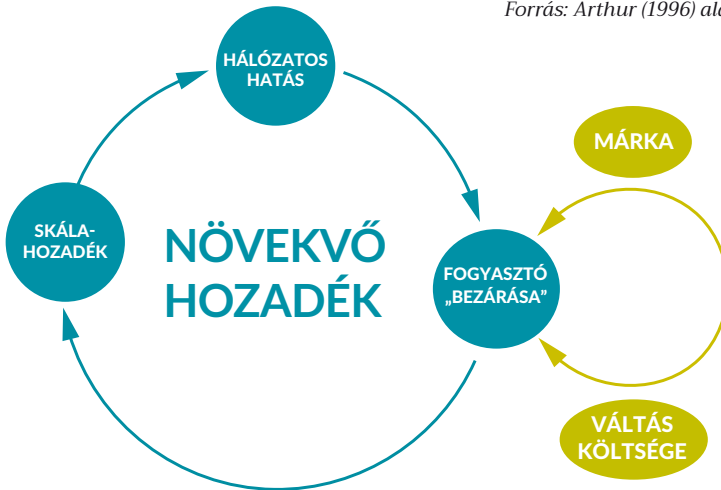 Forrás: Arthur (1996)
HÁLÓZATOS
HATÁS
MÁRKA
SKÁLA-
HOZADÉK
NÖVEKVŐ
HOZADÉK
FOGYASZTÓ
„BEZÁRÁSA”
VÁLTÁS
KÖLTSÉGE